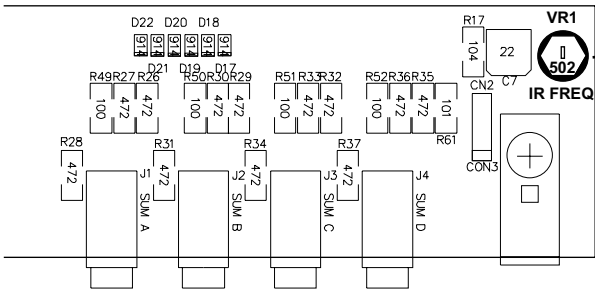 D22 D20 D18
914 914 914 914 914 914
D21 D19 D17
R17
104
22
C7
VR1
502
IR FREQ
R49 R27 R26
100 472 472
R50 R30 R29
100 472 472
R51 R33 R32
100 472 472
R52 R36 R35
100 472 472 101
R61
CN2
CON3
R28
472
R31
472
R34
472
R37
472
J1
SUM A
J2
SUM B
J3
SUM C
J4
SUM D